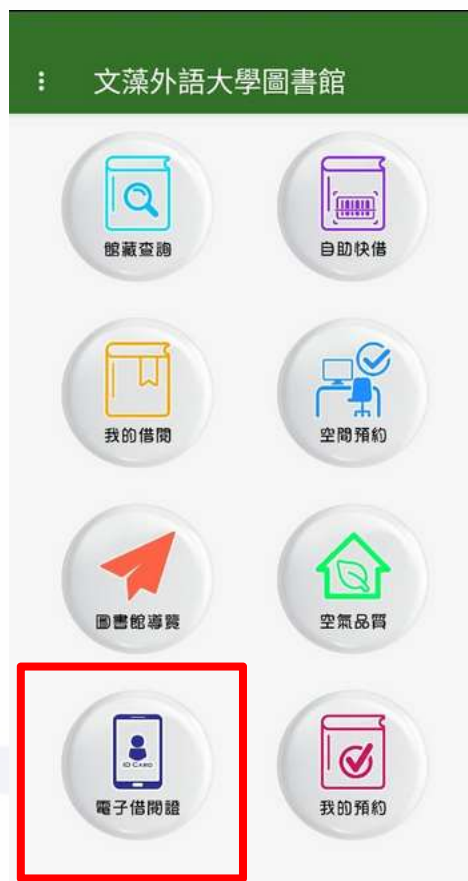 文藻外語大學圖書館
館藏查詢
自助快借
我的借閱
空間預約
圖書館導覽
空氣品質
ID CARD
電子借閱證
我的預約